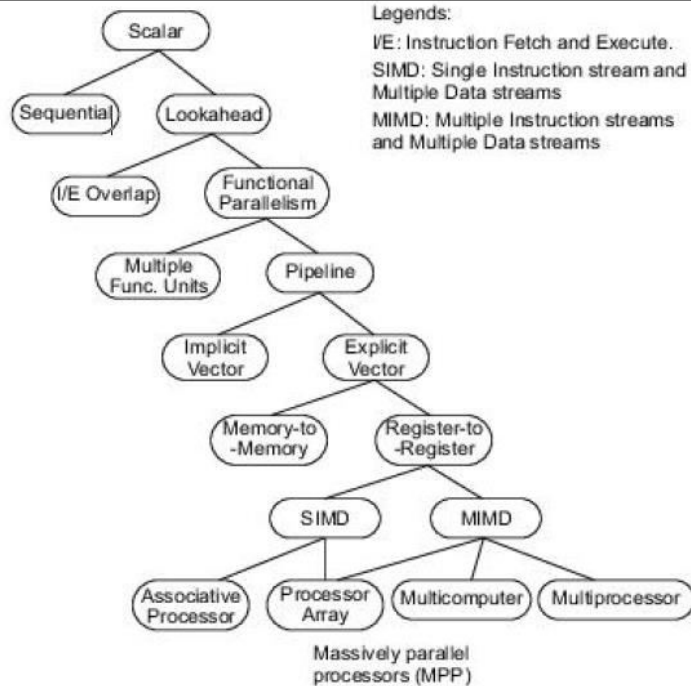 Scalar
Legends:
I/E: Instruction Fetch and Execute.
SIMD: Single Instruction stream and
Multiple Data streams
MIMD: Multiple Instruction streams
and Multiple Data streams
Sequential
Lookahead
I/E Overlap
Functional
Parallelism
Multiple
Func. Units
Pipeline
Implicit
Vector
Explicit
Vector
Memory-to
-Memory
Register-to
-Register
SIMD
MIMD
Associative
Processor
Processor
Array
Multicomputer
Multiprocessor
Massively parallel
processors (MPP)